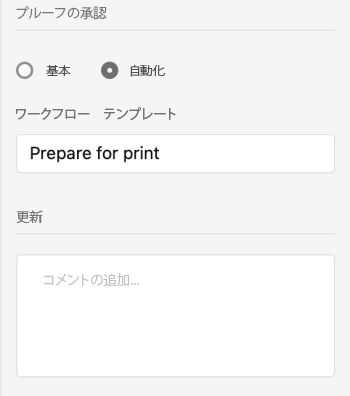 プルーフの承認
基本 自動化
ワークフロー テンプレート
Prepare for print
更新
コメントの追加...